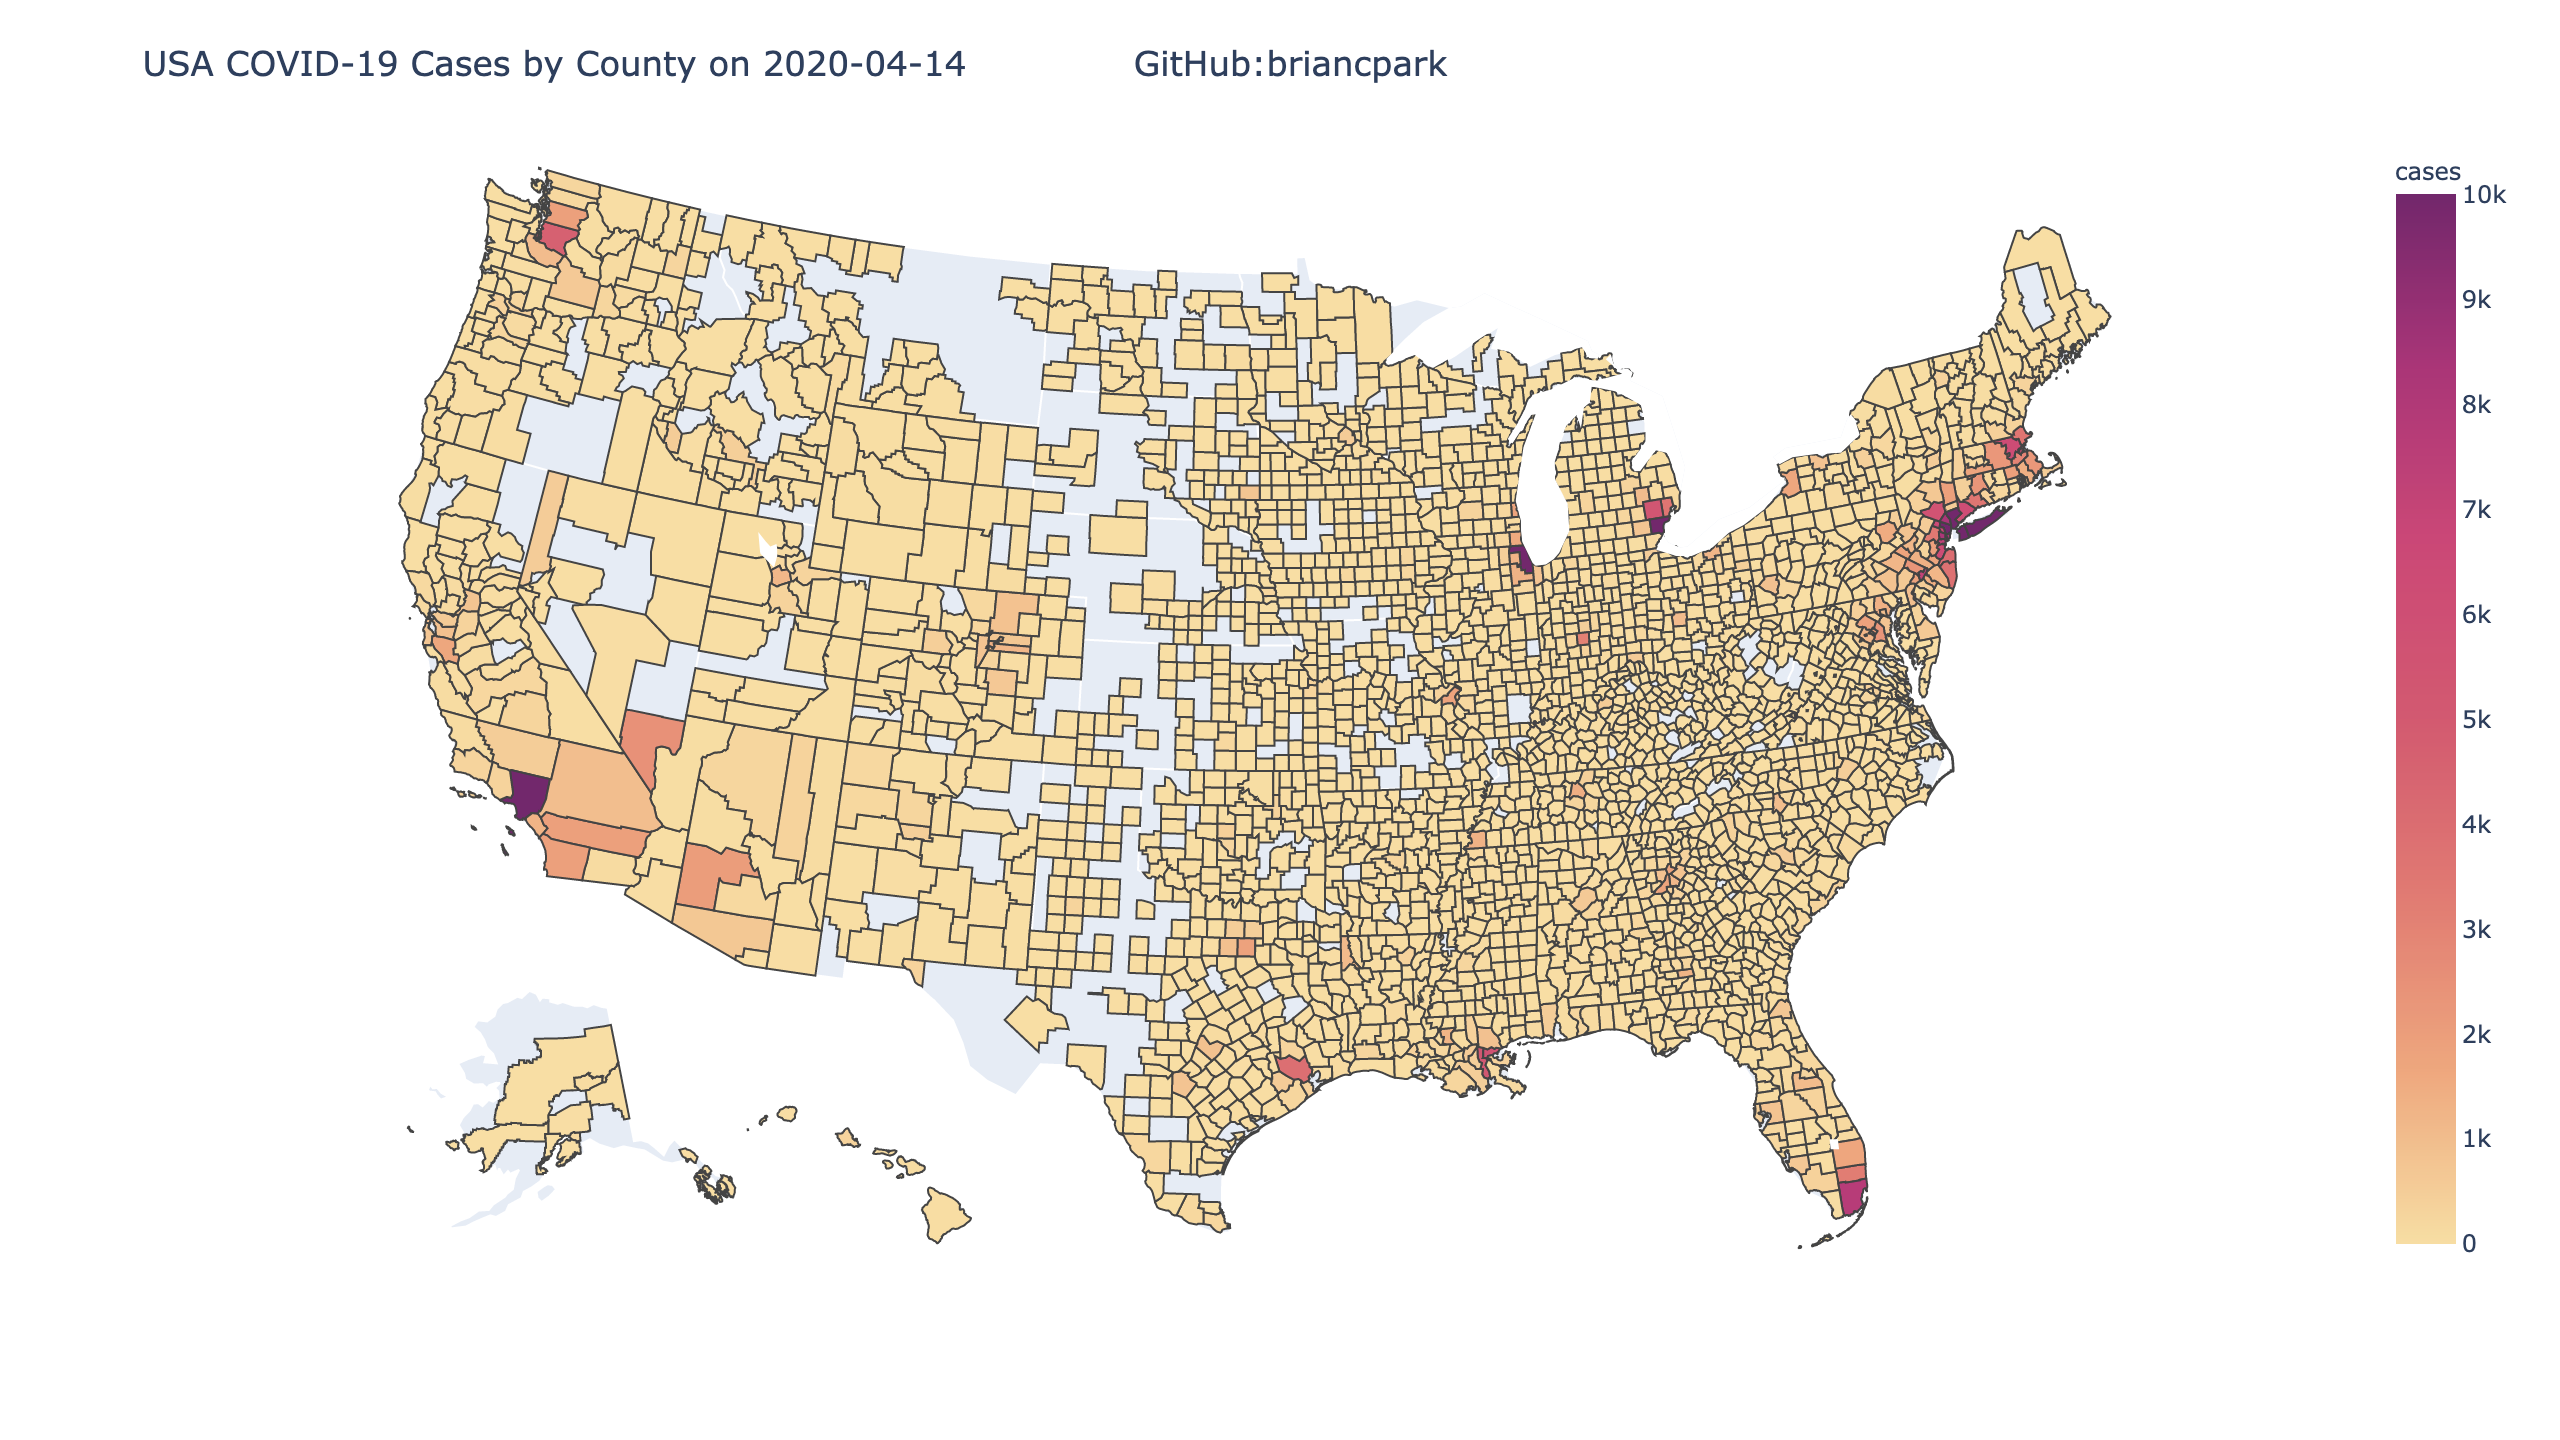 USA COVID-19 Cases by County on 2020-04-14 GitHub:briancpark
cases
10k
9k
8k
7k
6k
5k
4k
3k
2k
1k
0